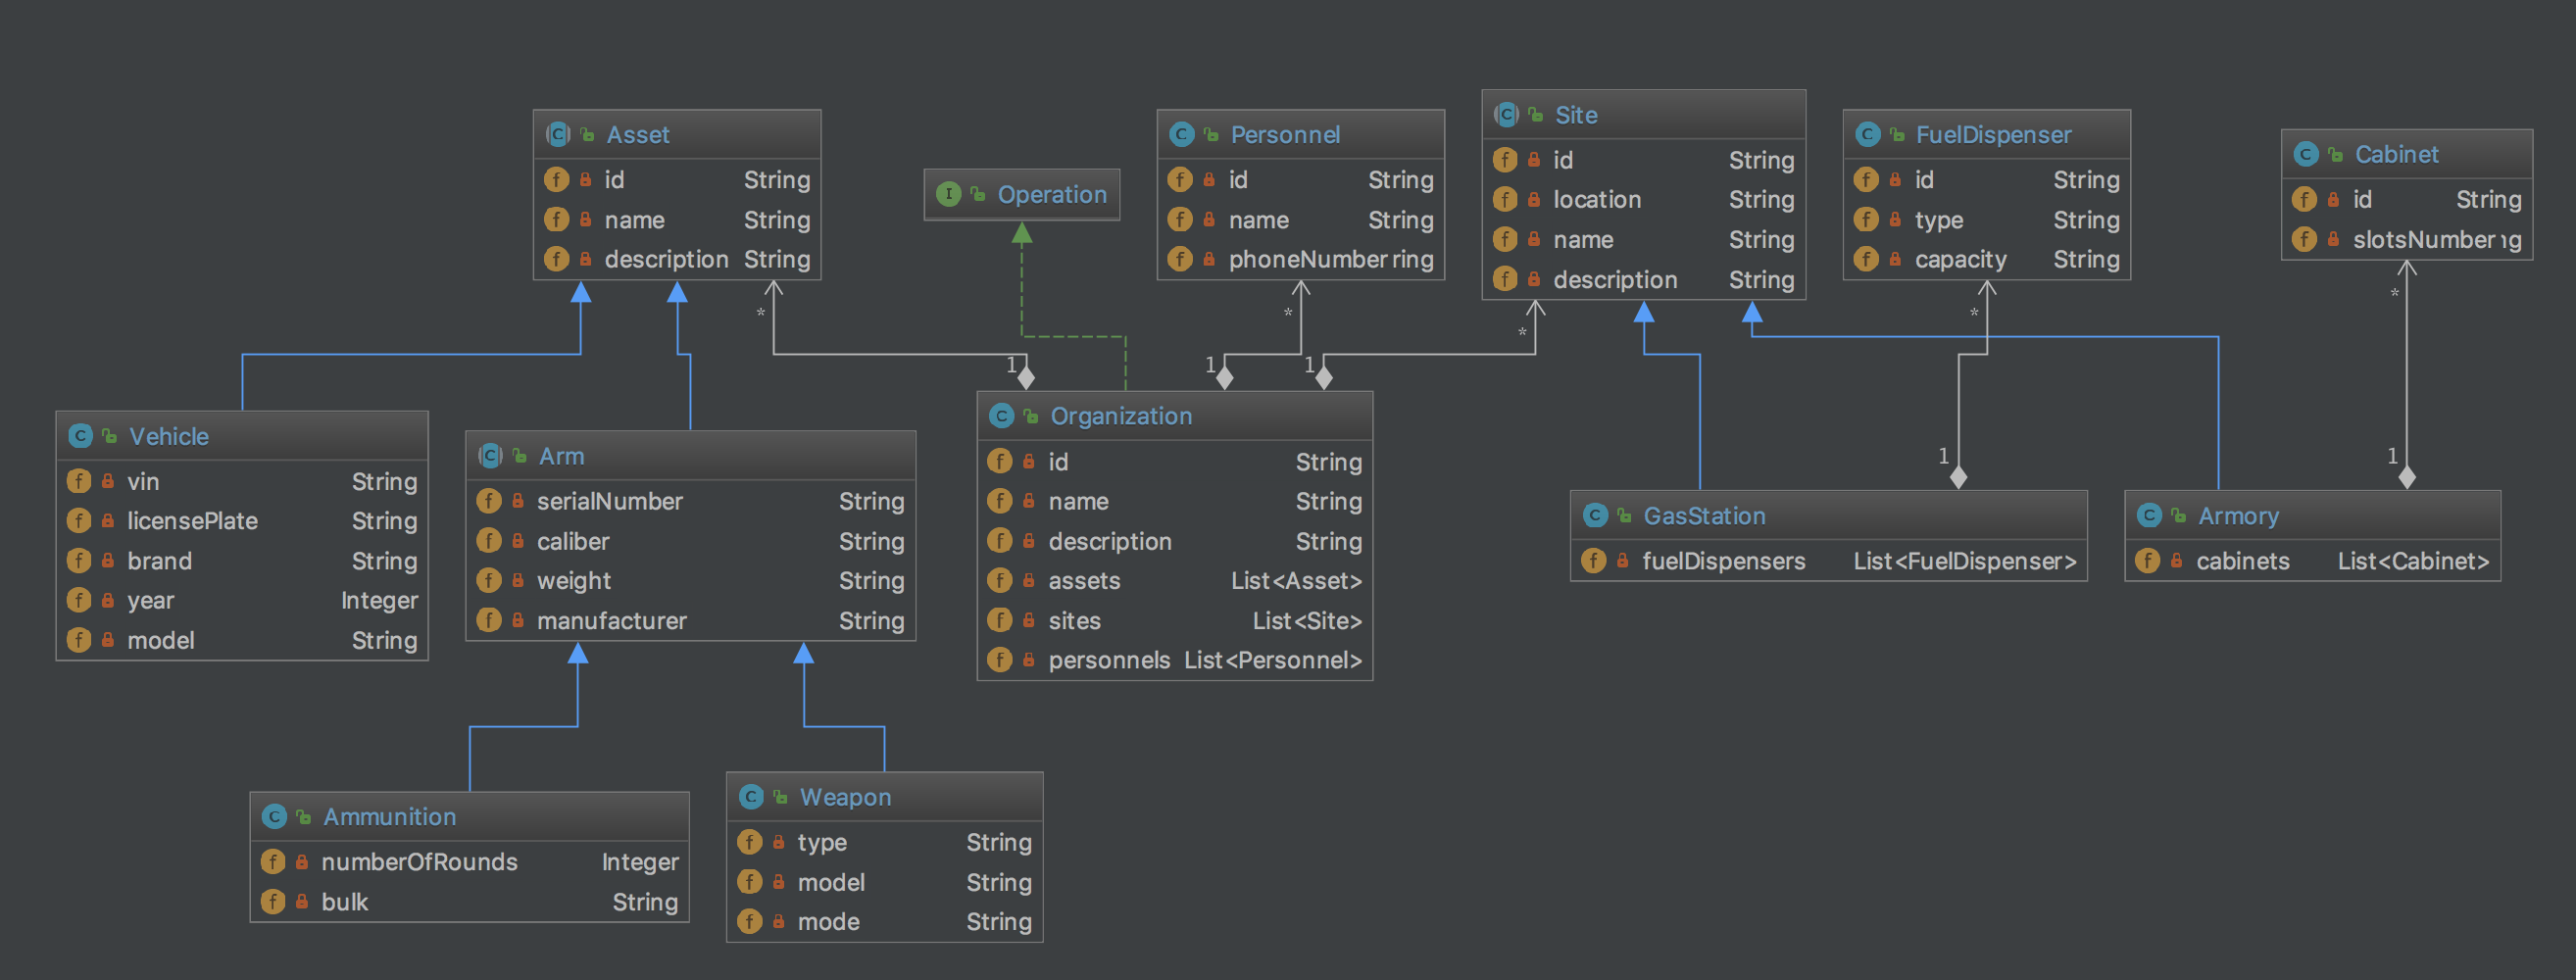 Asset
id String
name String
description String
Operation
Personnel
id String
name String
phoneNumber ring
Site
id String
location String
name String
description String
FuelDispenser
id String
type String
capacity String
Cabinet
id String
slotsNumber ng
*
*
*
*
*
1
1
1
1
1
Vehicle
vin String
licensePlate String
brand String
year Integer
model String
Arm
serialNumber String
caliber String
weight String
manufacturer String
Organization
id String
name String
description String
assets List<Asset>
sites List<Site>
personnels List<Personnel>
GasStation
fuelDispensers List<FuelDispenser>
Armory
cabinets List<Cabinet>
Ammunition
numberOfRounds Integer
bulk String
Weapon
type String
model String
mode String